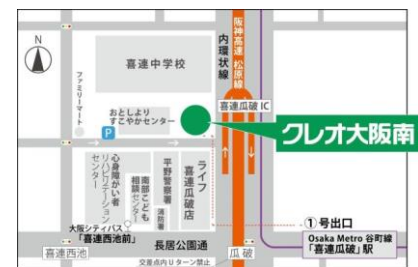 N
喜連中学校
内環状線
阪神高速 松原線
ファミリーマート
おとしより
すこやかセンター
P
喜連瓜破 IC
クレオ大阪南
心身障がい者
リハビリテーション
センター
南部こども
相談センター
平野警察署
消防署
ライフ
喜連瓜破店
大阪シティバス
「喜連西池前」
①号出口
Osaka Metro 谷町線
「喜連瓜破」駅
喜連西池
長居公園通
瓜破
交差点内Uターン禁止